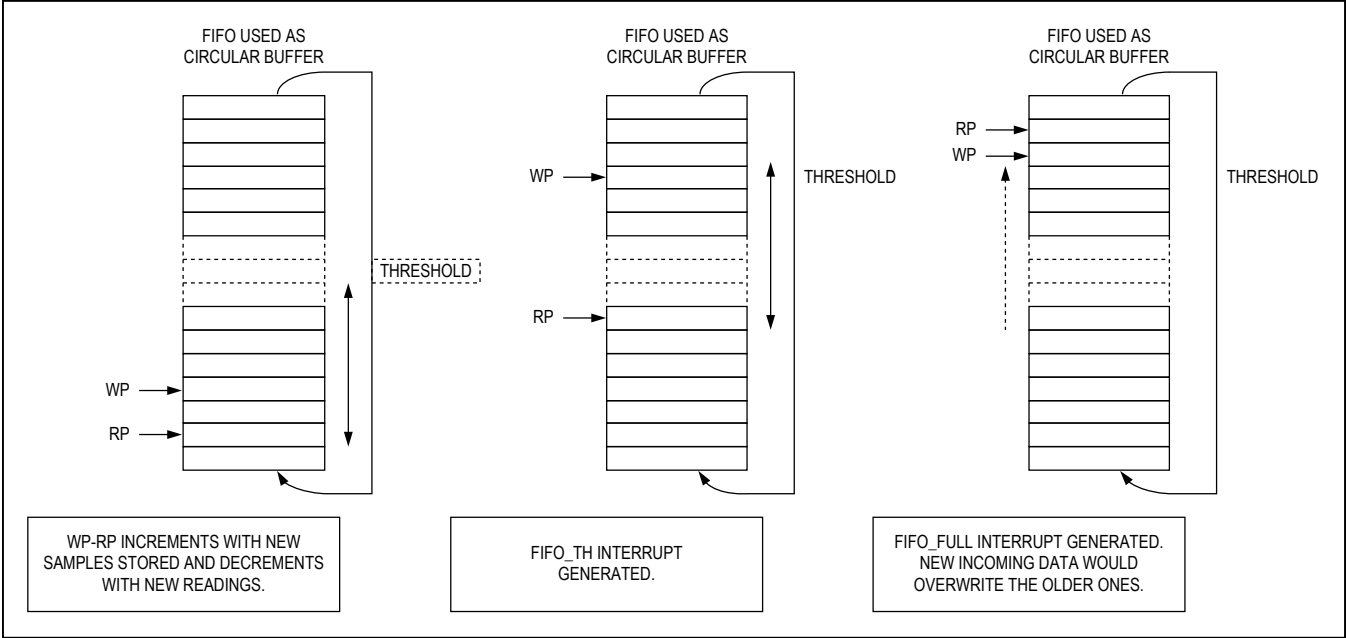 FIFO USED AS
CIRCULAR BUFFER
THRESHOLD
WP
RP
WP-RP INCREMENTS WITH NEW
SAMPLES STORED AND DECREMENTS
WITH NEW READINGS.
FIFO USED AS
CIRCULAR BUFFER
WP
THRESHOLD
RP
FIFO_TH INTERRUPT
GENERATED.
FIFO USED AS
CIRCULAR BUFFER
RP
WP
THRESHOLD
FIFO_FULL INTERRUPT GENERATED.
NEW INCOMING DATA WOULD
OVERWRITE THE OLDER ONES.